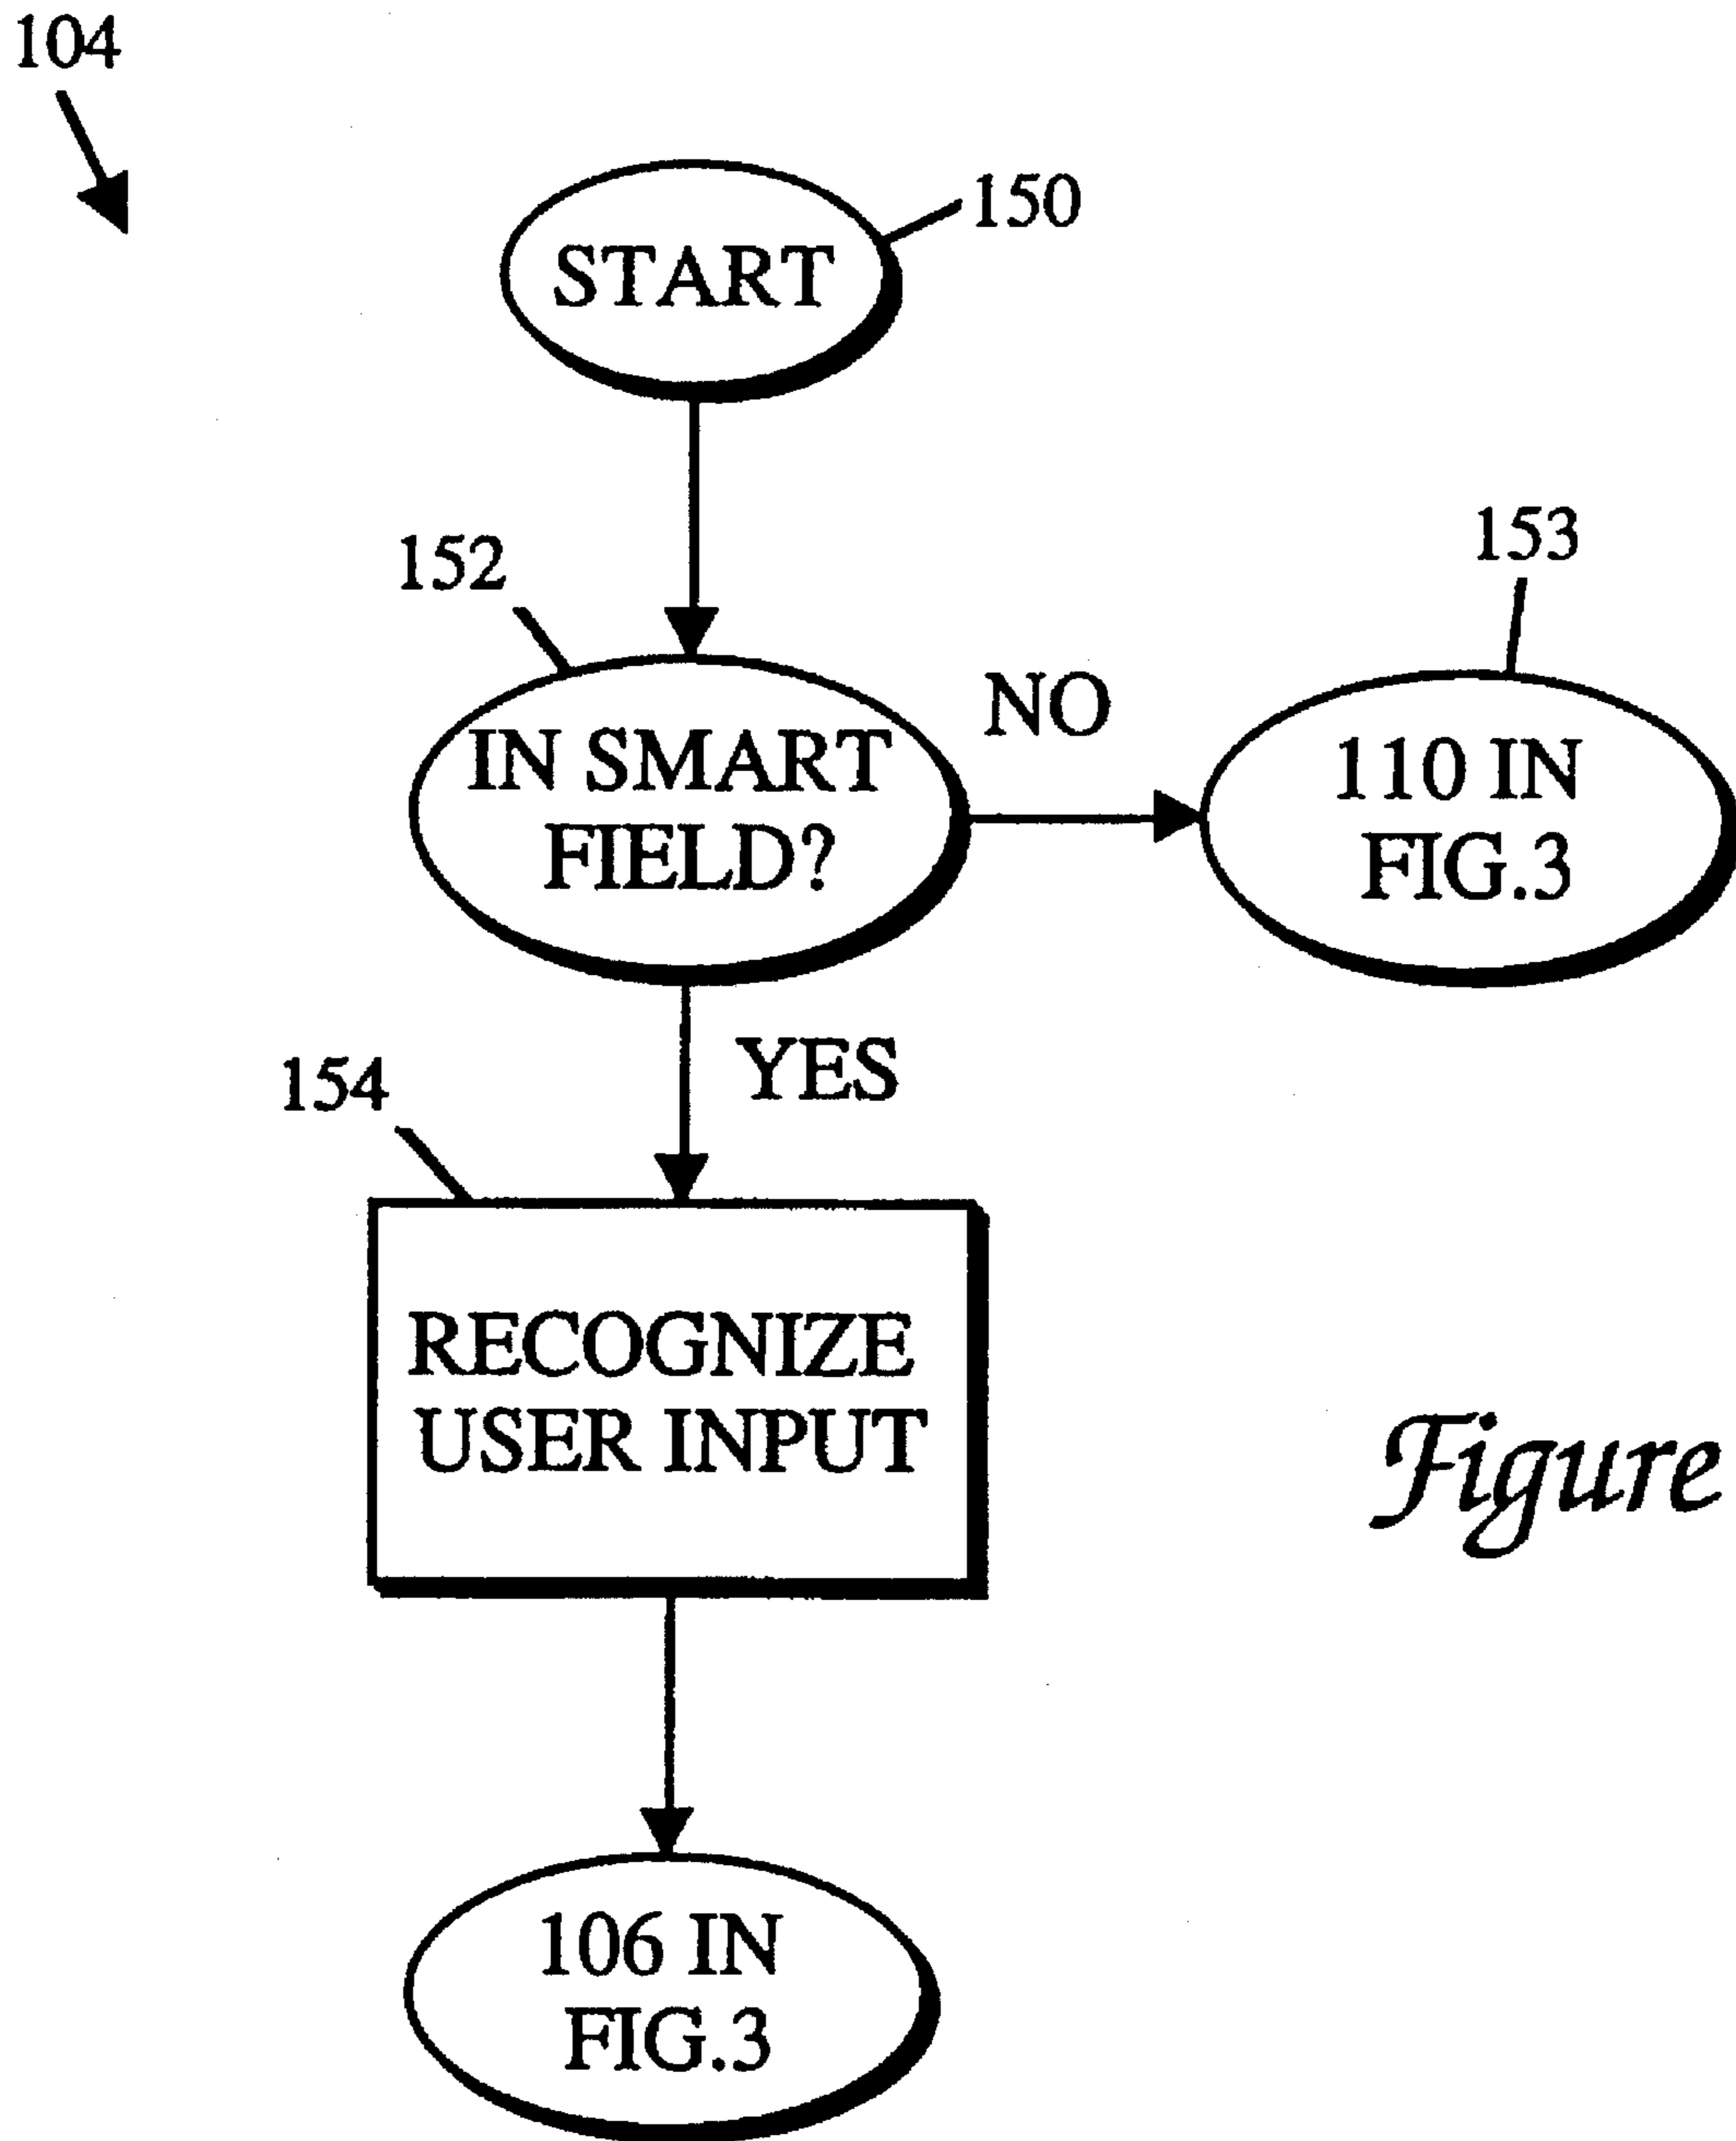 104
150
START
152
153
IN SMART
FIELD?
NO
110 IN
FIG.3
YES
154
RECOGNIZE
USER INPUT
Figure
106 IN
FIG.3